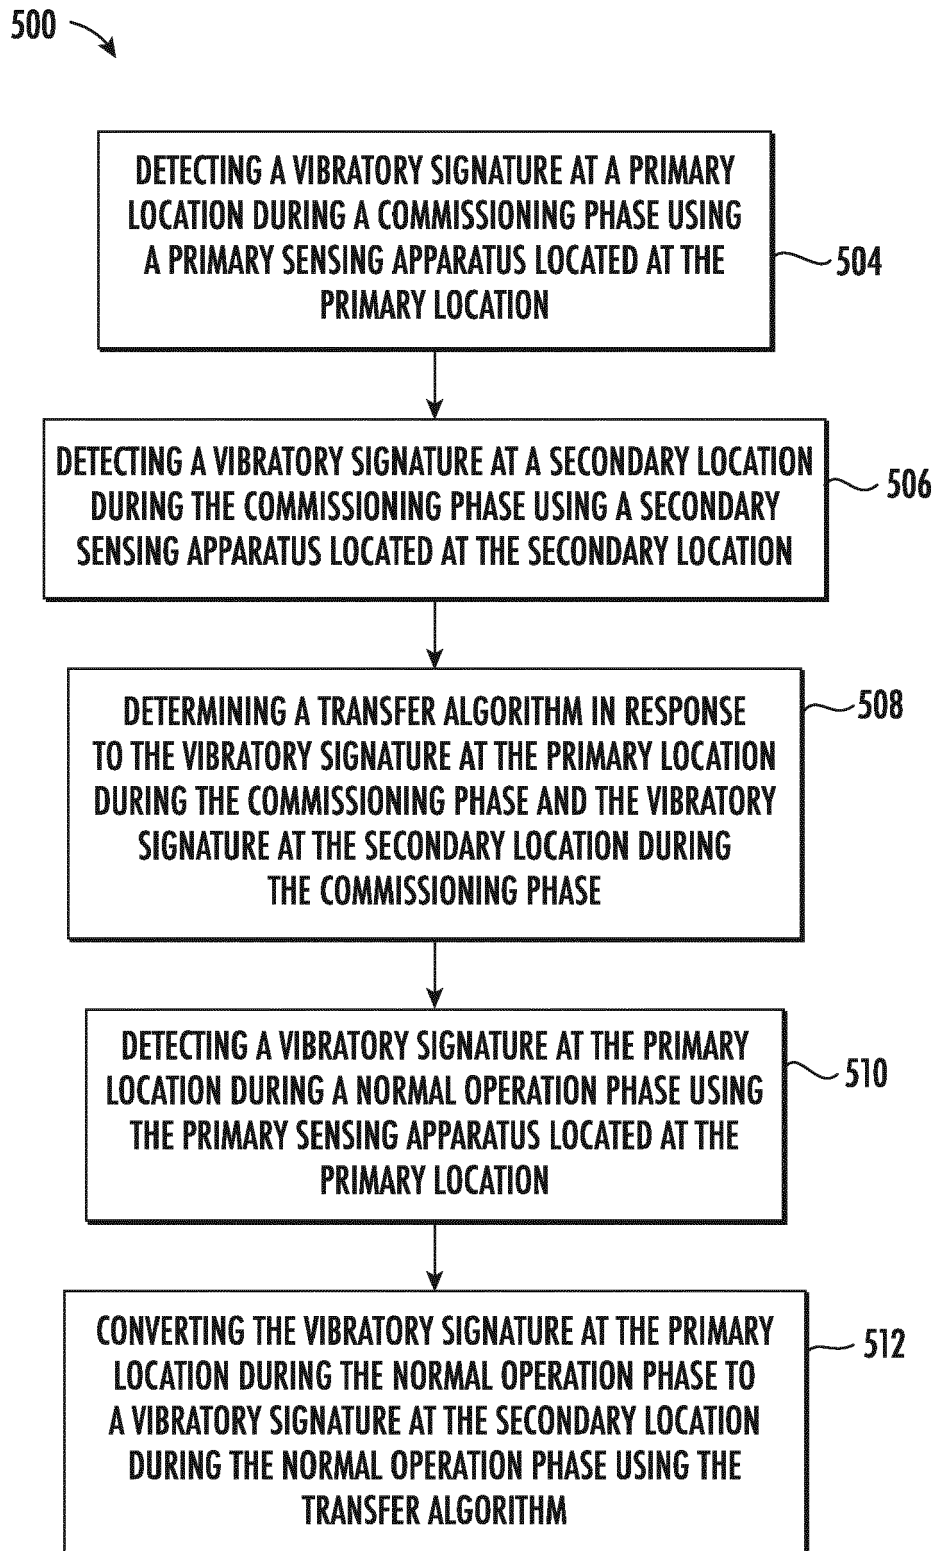 500
DETECTING A VIBRATORY SIGNATURE AT A PRIMARY
LOCATION DURING A COMMISSIONING PHASE USING
A PRIMARY SENSING APPARATUS LOCATED AT THE
PRIMARY LOCATION
504
DETECTING A VIBRATORY SIGNATURE AT A SECONDARY LOCATION
DURING THE COMMISSIONING PHASE USING A SECONDARY
SENSING APPARATUS LOCATED AT THE SECONDARY LOCATION
506
DETERMINING A TRANSFER ALGORITHM IN RESPONSE
TO THE VIBRATORY SIGNATURE AT THE PRIMARY LOCATION
DURING THE COMMISSIONING PHASE AND THE VIBRATORY
SIGNATURE AT THE SECONDARY LOCATION DURING
THE COMMISSIONING PHASE
508
DETECTING A VIBRATORY SIGNATURE AT THE PRIMARY
LOCATION DURING A NORMAL OPERATION PHASE USING
THE PRIMARY SENSING APPARATUS LOCATED AT THE
PRIMARY LOCATION
510
CONVERTING THE VIBRATORY SIGNATURE AT THE PRIMARY
LOCATION DURING THE NORMAL OPERATION PHASE TO
A VIBRATORY SIGNATURE AT THE SECONDARY LOCATION
DURING THE NORMAL OPERATION PHASE USING THE
TRANSFER ALGORITHM
512